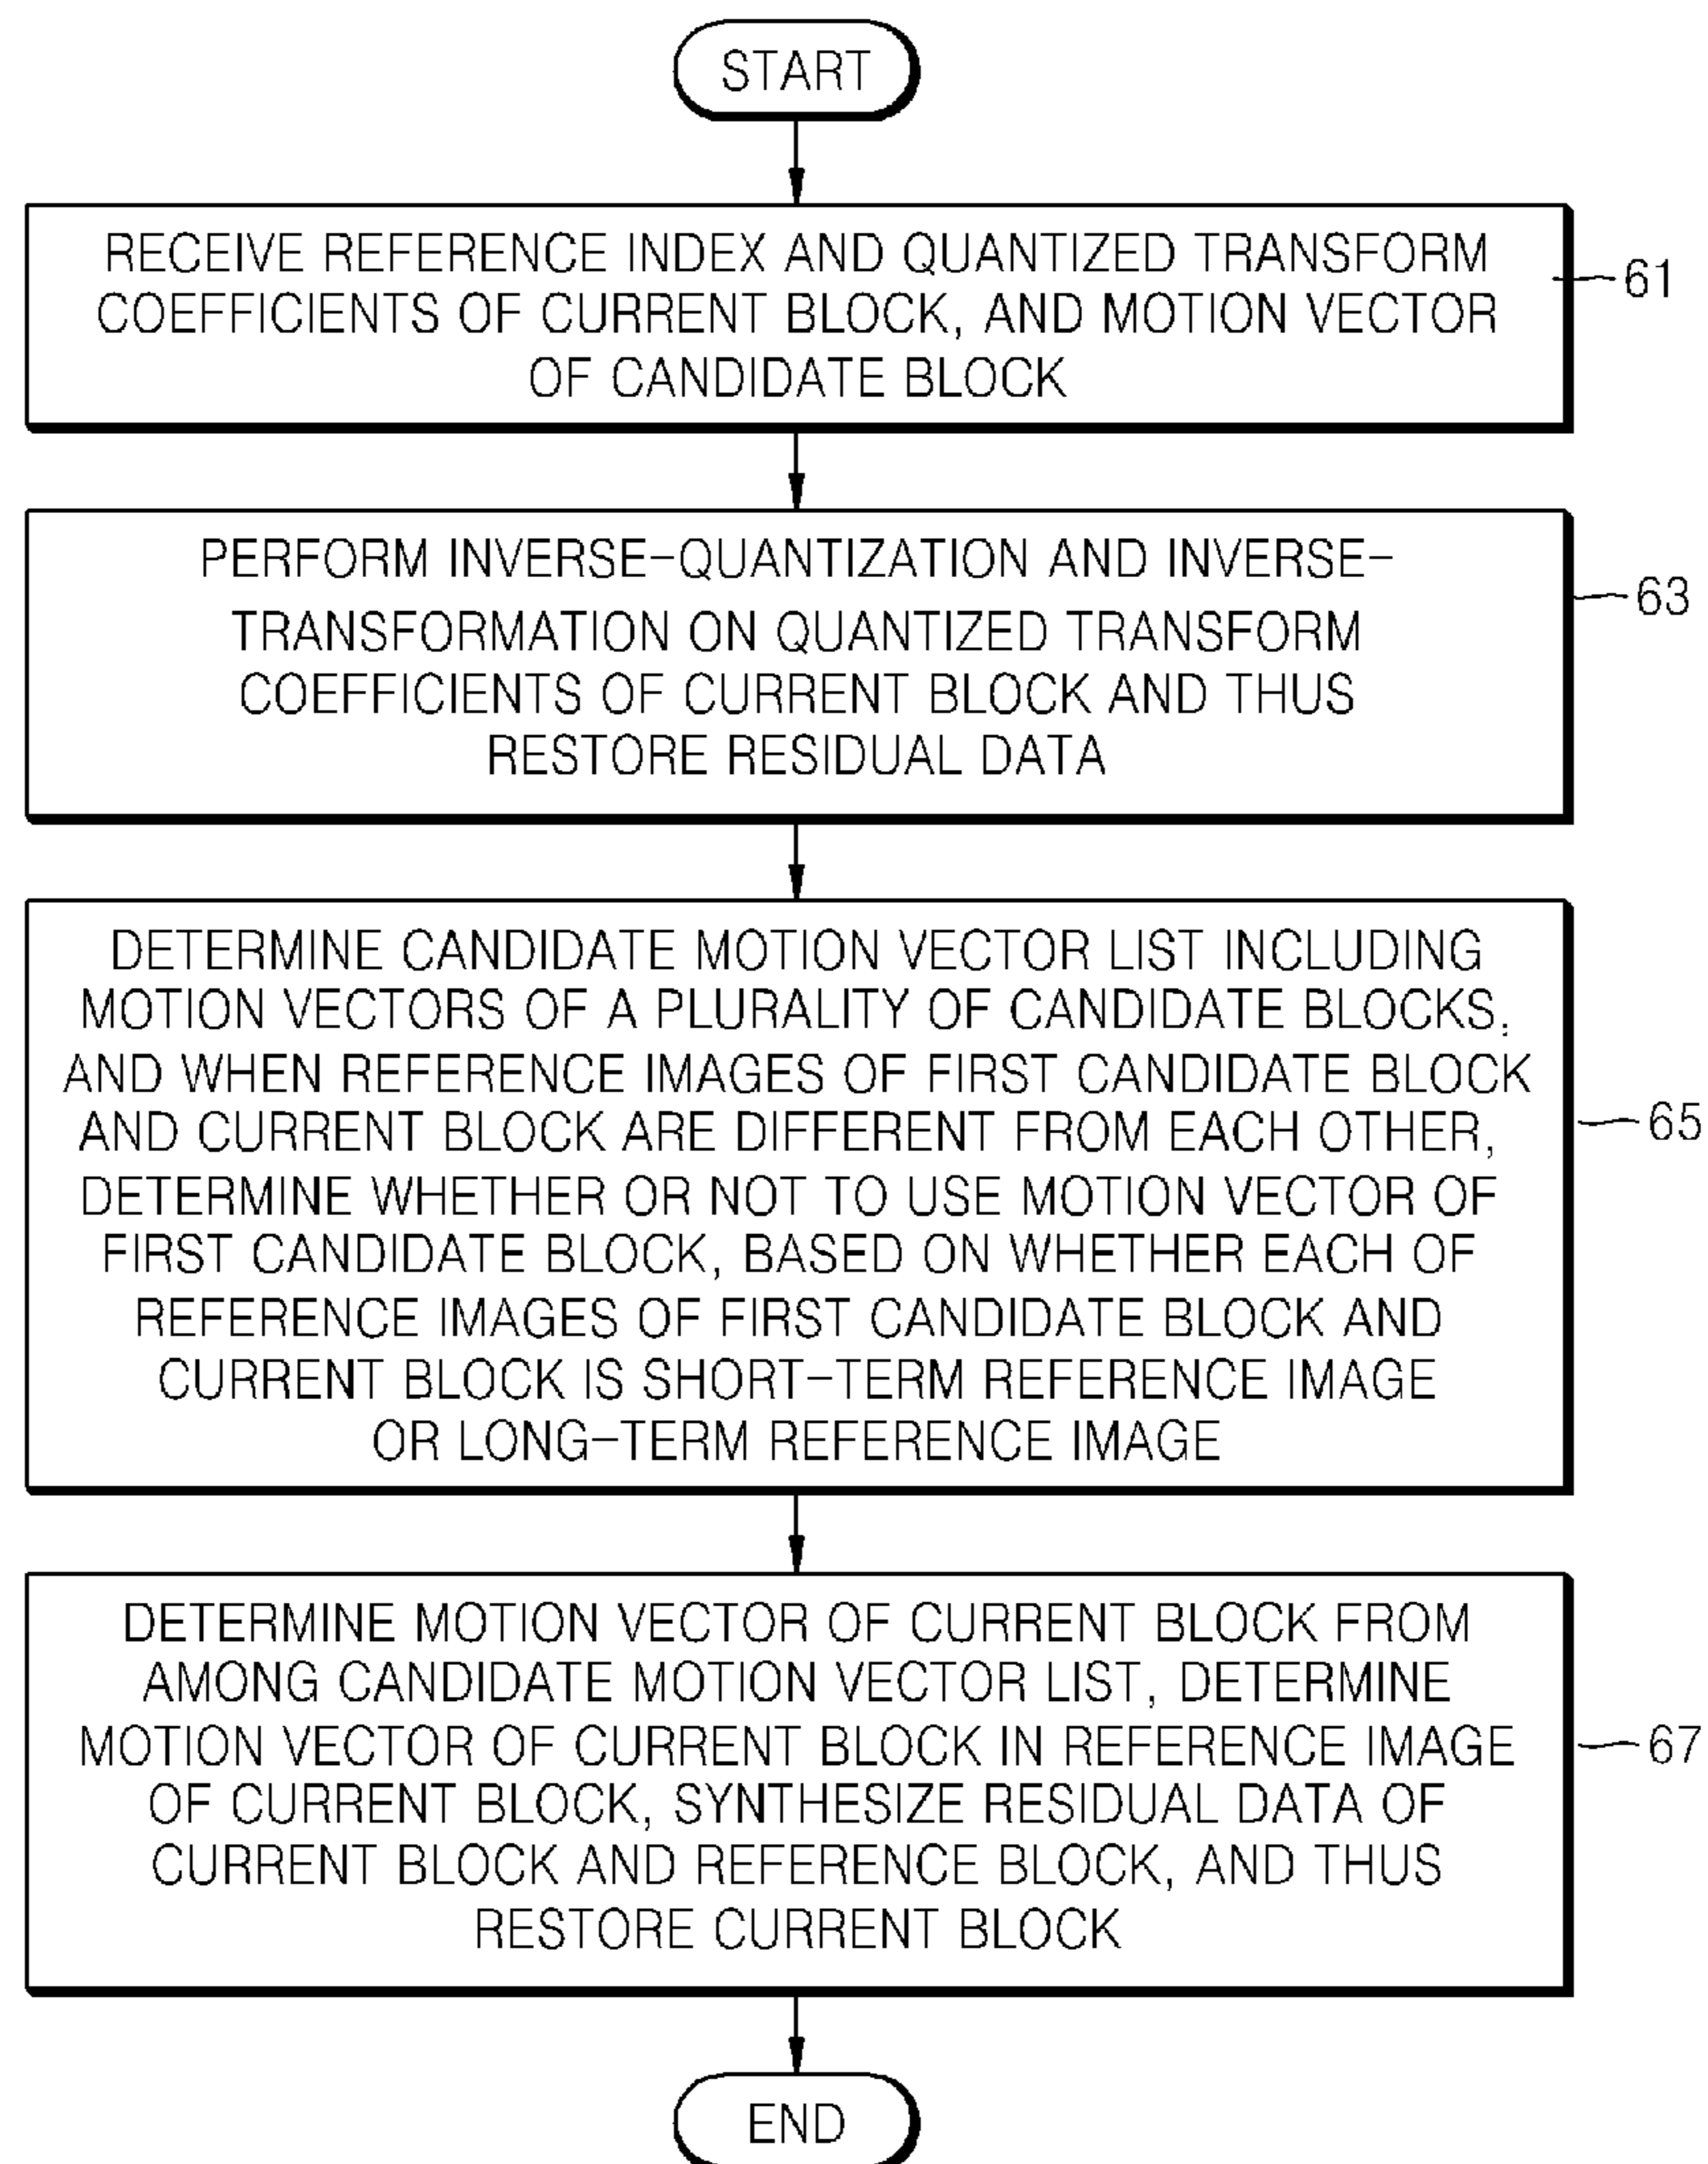 START
RECEIVE REFERENCE INDEX AND QUANTIZED TRANSFORM
COEFFICIENTS OF CURRENT BLOCK, AND MOTION VECTOR
OF CANDIDATE BLOCK
61
PERFORM INVERSE-QUANTIZATION AND INVERSE-
TRANSFORMATION ON QUANTIZED TRANSFORM
COEFFICIENTS OF CURRENT BLOCK AND THUS
RESTORE RESIDUAL DATA
63
DETERMINE CANDIDATE MOTION VECTOR LIST INCLUDING
MOTION VECTORS OF A PLURALITY OF CANDIDATE BLOCKS,
AND WHEN REFERENCE IMAGES OF FIRST CANDIDATE BLOCK
AND CURRENT BLOCK ARE DIFFERENT FROM EACH OTHER,
DETERMINE WHETHER OR NOT TO USE MOTION VECTOR OF
FIRST CANDIDATE BLOCK, BASED ON WHETHER EACH OF
REFERENCE IMAGES OF FIRST CANDIDATE BLOCK AND
CURRENT BLOCK IS SHORT-TERM REFERENCE IMAGE
OR LONG-TERM REFERENCE IMAGE
65
DETERMINE MOTION VECTOR OF CURRENT BLOCK FROM
AMONG CANDIDATE MOTION VECTOR LIST, DETERMINE
MOTION VECTOR OF CURRENT BLOCK IN REFERENCE IMAGE
OF CURRENT BLOCK, SYNTHESIZE RESIDUAL DATA OF
CURRENT BLOCK AND REFERENCE BLOCK, AND THUS
RESTORE CURRENT BLOCK
67
END